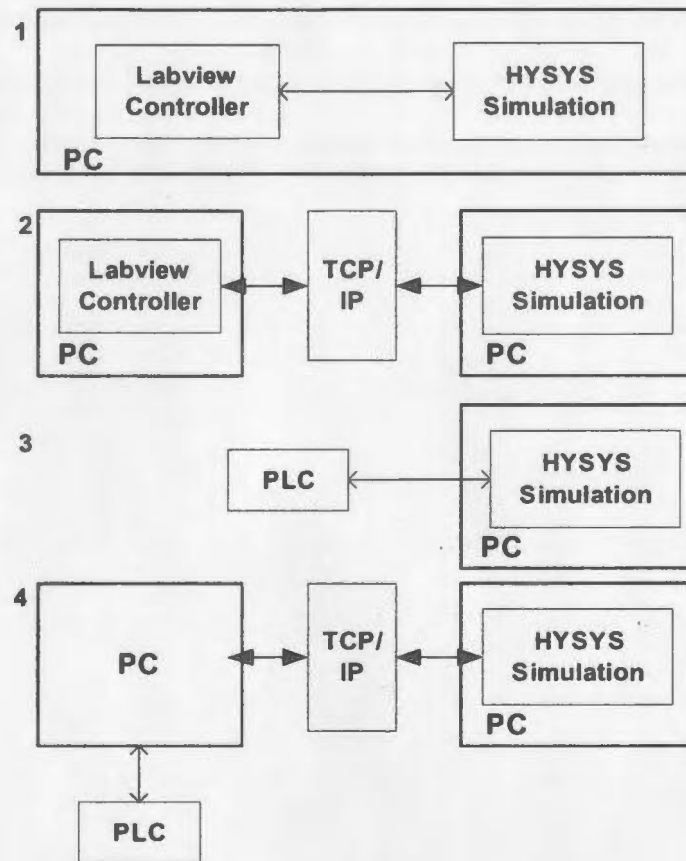 1
Labview
Controller
HYSYS
Simulation
PC
2
Labview
Controller
PC
TCP/
IP
HYSYS
Simulation
PC
3
PLC
HYSYS
Simulation
PC
4
PC
TCP/
IP
HYSYS
Simulation
PC
PLC